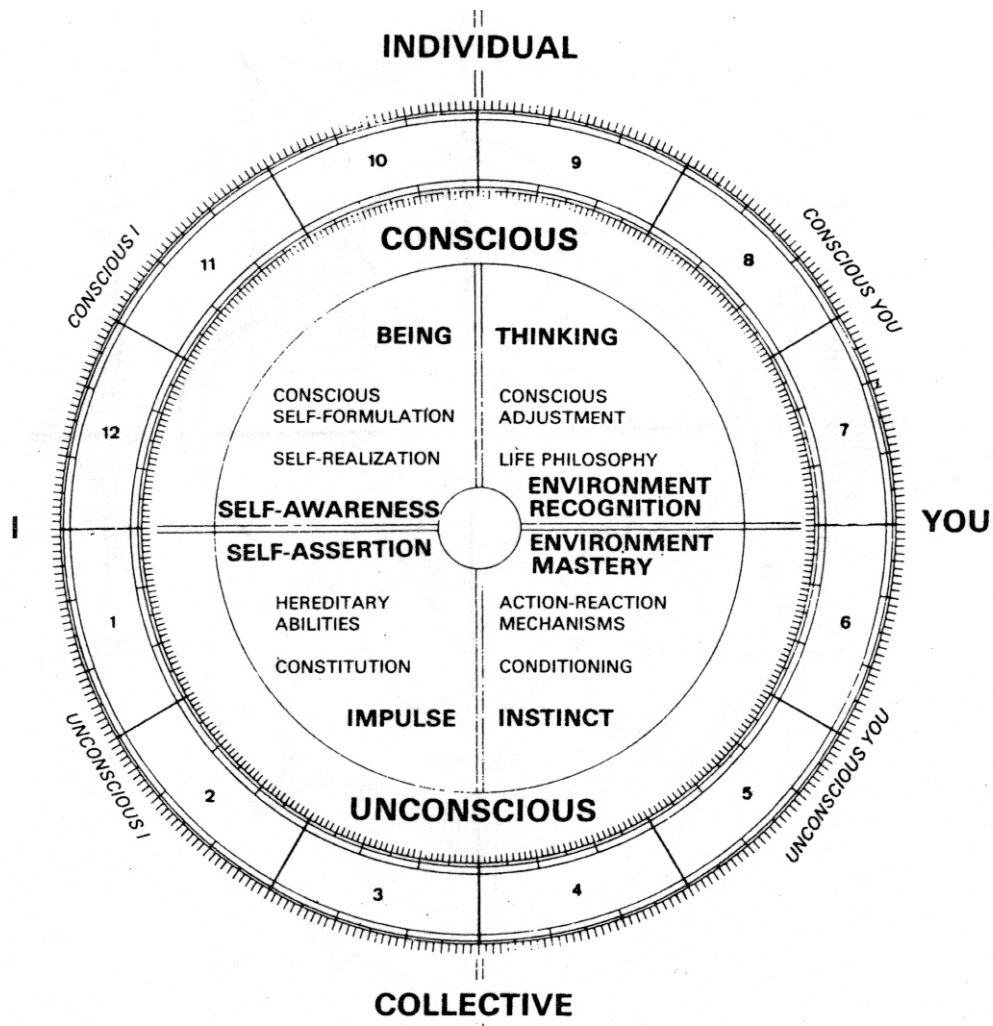 INDIVIDUAL
10
9
CONSCIOUS I
CONSCIOUS YOU
11
8
CONSCIOUS
BEING
THINKING
CONSCIOUS
SELF-FORMULATION
CONSCIOUS
ADJUSTMENT
12
7
SELF-REALIZATION
LIFE PHILOSOPHY
SELF-AWARENESS
ENVIRONMENT
RECOGNITION
I
YOU
SELF-ASSERTION
ENVIRONMENT
MASTERY
1
6
HEREDITARY
ABILITIES
ACTION-REACTION
MECHANISMS
CONSTITUTION
CONDITIONING
IMPULSE
INSTINCT
UNCONSCIOUS I
UNCONSCIOUS YOU
2
5
UNCONSCIOUS
3
4
COLLECTIVE